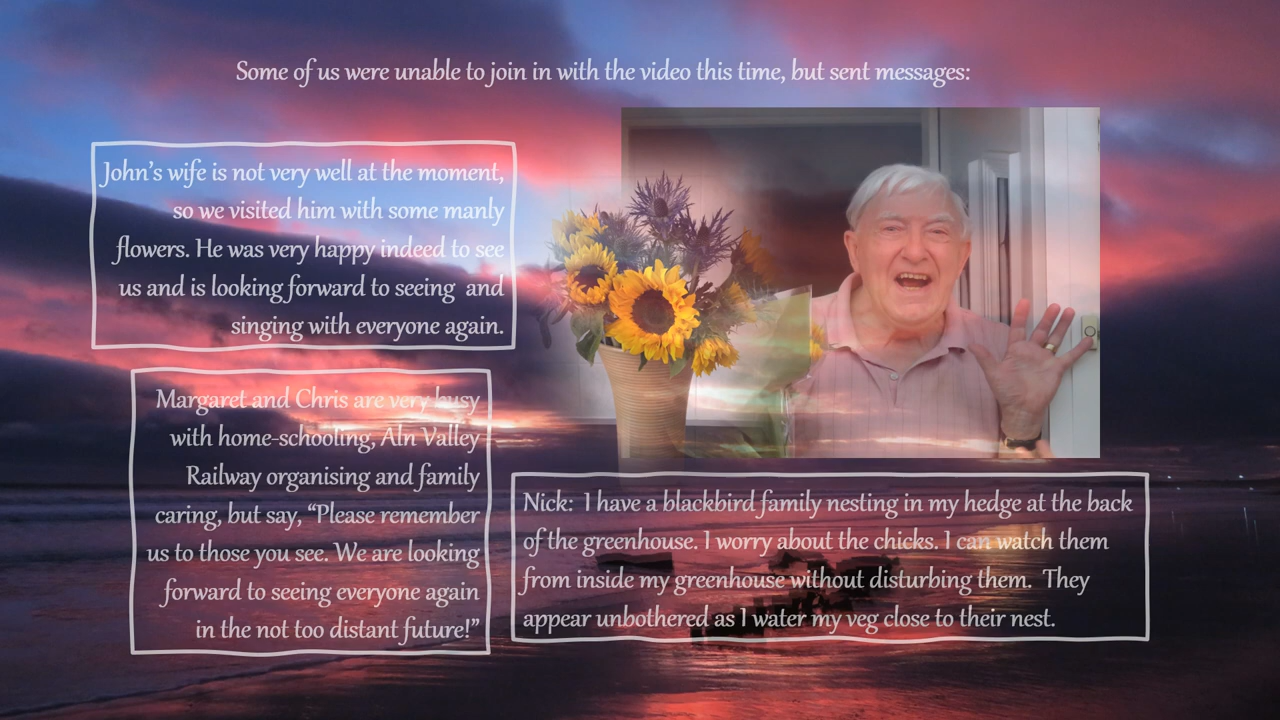 Some of us were unable to join in with the video this time, but sent messages:
John’s wife is not very well at the moment,
so we visited him with some manly
flowers. He was very happy indeed to see
us and is looking forward to seeing  and
singing with everyone again.
Margaret and Chris are very busy
with home-schooling, Aln Valley
Railway organising and family
caring, but say, “Please remember
us to those you see. We are looking
forward to seeing everyone again
in the not too distant future!”
Nick:  I have a blackbird family nesting in my hedge at the back
of the greenhouse. I worry about the chicks. I can watch them
from inside my greenhouse without disturbing them.  They
appear unbothered as I water my veg close to their nest.